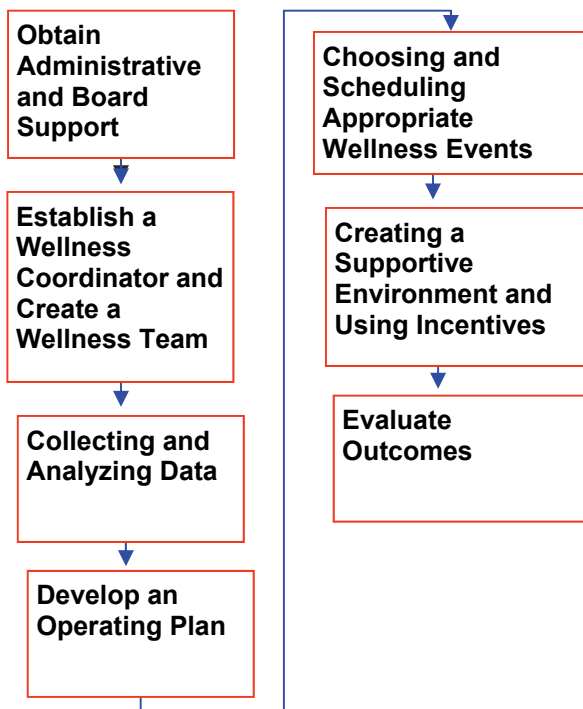 Obtain
Administrative
and Board
Support
Establish a
Wellness
Coordinator and
Create a
Wellness Team
Collecting and
Analyzing Data
Develop an
Operating Plan
Choosing and
Scheduling
Appropriate
Wellness Events
Creating a
Supportive
Environment and
Using Incentives
Evaluate
Outcomes